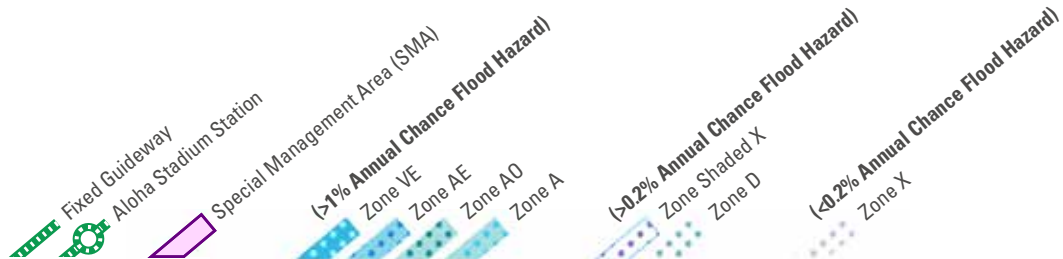 Fixed Guideway
Aloha Stadium Station
Special Management Area (SMA)
(>1% Annual Chance Flood Hazard)
Zone VE
Zone AE
Zone AO
Zone A
(>0.2% Annual Chance Flood Hazard)
Zone Shaded X
Zone D
(<0.2% Annual Chance Flood Hazard)
Zone X